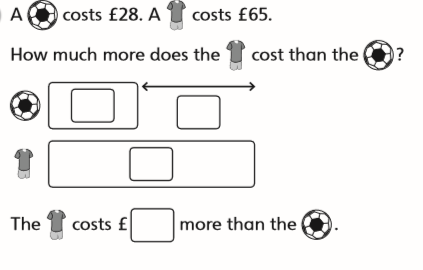 A costs £28. A costs £65.
How much more does the cost than the ?
The costs £ more than the .